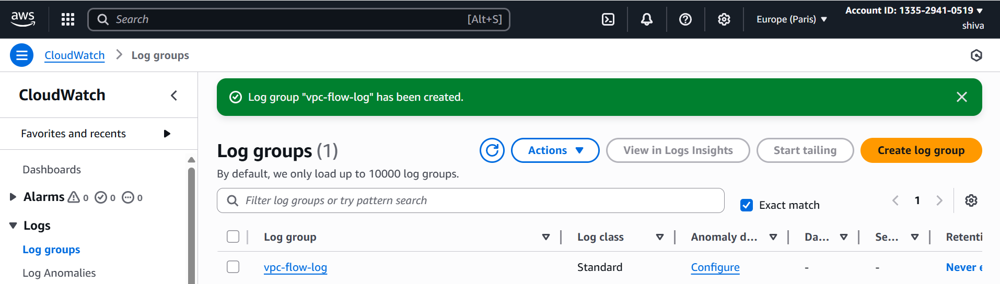 aws
Search [Alt+S]
Europe (Paris)
Account ID: 1335-2941-0519
shiva
CloudWatch
Log groups
CloudWatch
Favorites and recents
Dashboards
Alarms 0 0 0
Logs
Log groups
Log Anomalies
Log group "vpc-flow-log" has been created.
Log groups (1)
Actions
View in Logs Insights
Start tailing
Create log group
By default, we only load up to 10000 log groups.
Filter log groups or try pattern search
Exact match
1
Log group Log class Anomaly d... Da... Se... Retenti
vpc-flow-log Standard Configure - - Never e